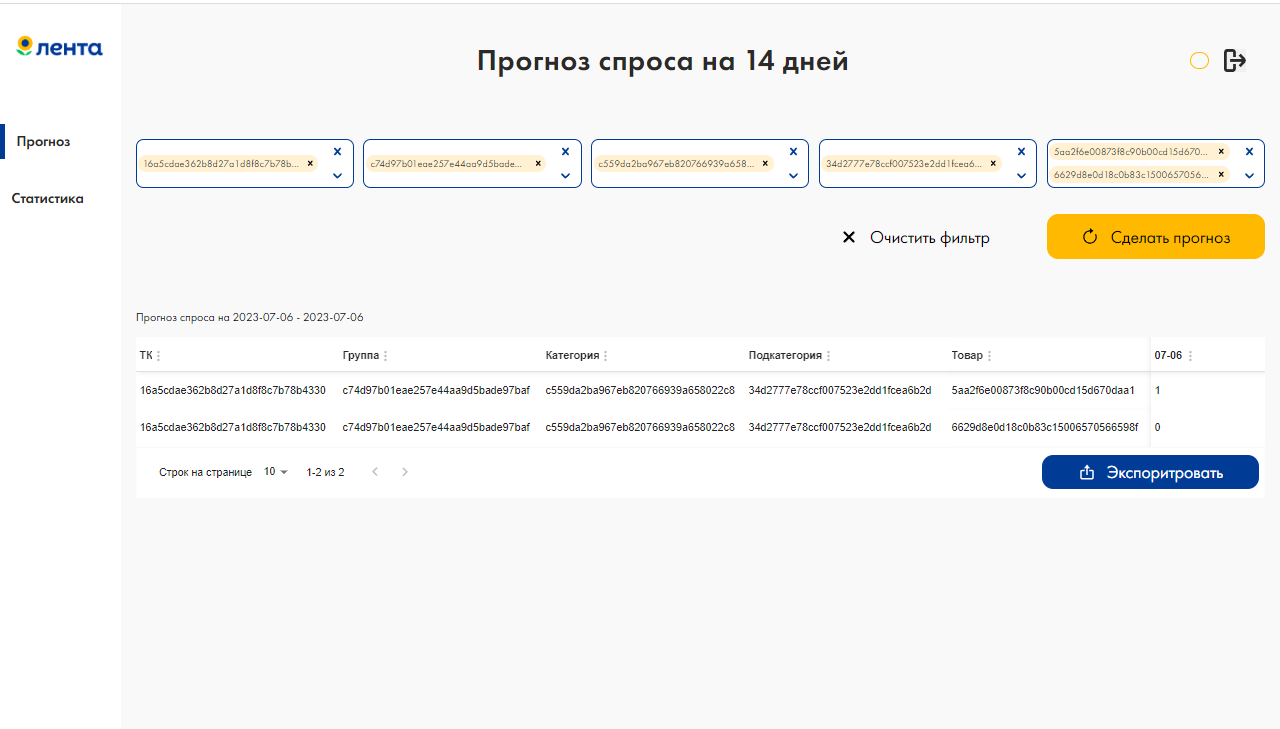 лента
Прогноз спроса на 14 дней
Прогноз
Статистика
16a5cdae362b8d27a1d8f8c7b78b...
c74d97b01eae257e44aa9d5bade...
c559da2ba967eb820766939a658...
34d2777e78ccf007523e2dd1fcea6...
5aa2f6e00873f8c90b00cd15d670...
6629d8e0d18c0b83c1500657056...
Очистить фильтр
Сделать прогноз
Прогноз спроса на 2023-07-06 - 2023-07-06
ТК Группа Категория Подкатегория Товар 07-06
16a5cdae362b8d27a1d8f8c7b78b4330 c74d97b01eae257e44aa9d5bade97baf c559da2ba967eb820766939a658022c8 34d2777e78ccf007523e2dd1fcea6b2d 5aa2f6e00873f8c90b00cd15d670daa1 1
16a5cdae362b8d27a1d8f8c7b78b4330 c74d97b01eae257e44aa9d5bade97baf c559da2ba967eb820766939a658022c8 34d2777e78ccf007523e2dd1fcea6b2d 6629d8e0d18c0b83c15006570566598f 0
Строк на странице 10 1-2 из 2
Экспоритровать